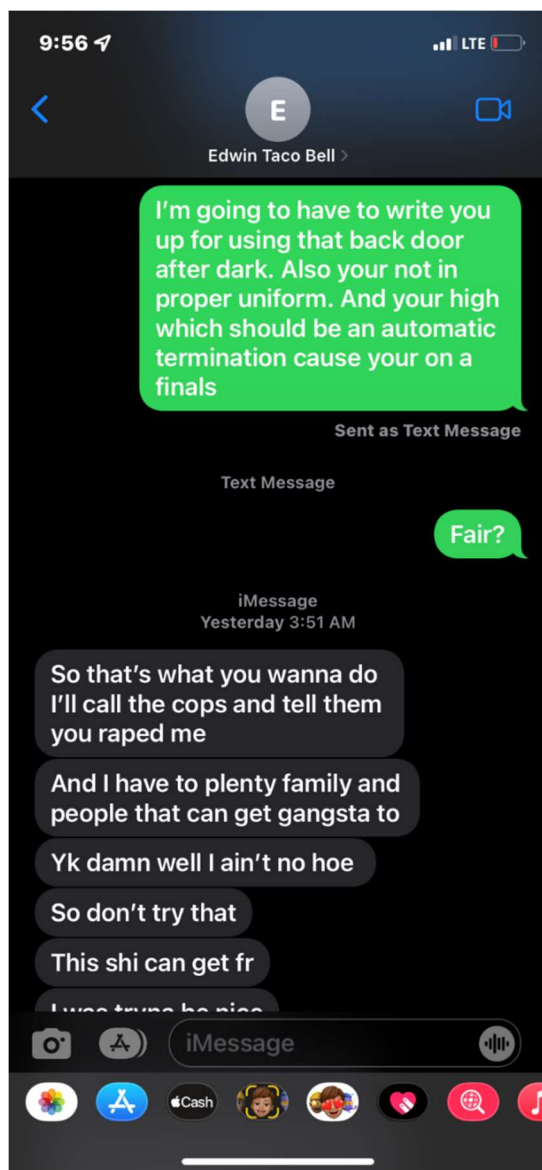 9:56
LTE
E
Edwin Taco Bell >
I'm going to have to write you
up for using that back door
after dark. Also your not in
proper uniform. And your high
which should be an automatic
termination cause your on a
finals
Sent as Text Message
Text Message
Fair?
iMessage
Yesterday 3:51 AM
So that's what you wanna do
I'll call the cops and tell them
you raped me
And I have to plenty family and
people that can get gangsta to
Yk damn well I ain't no hoe
So don't try that
This shi can get fr
I was tryna be nice
iMessage
Cash